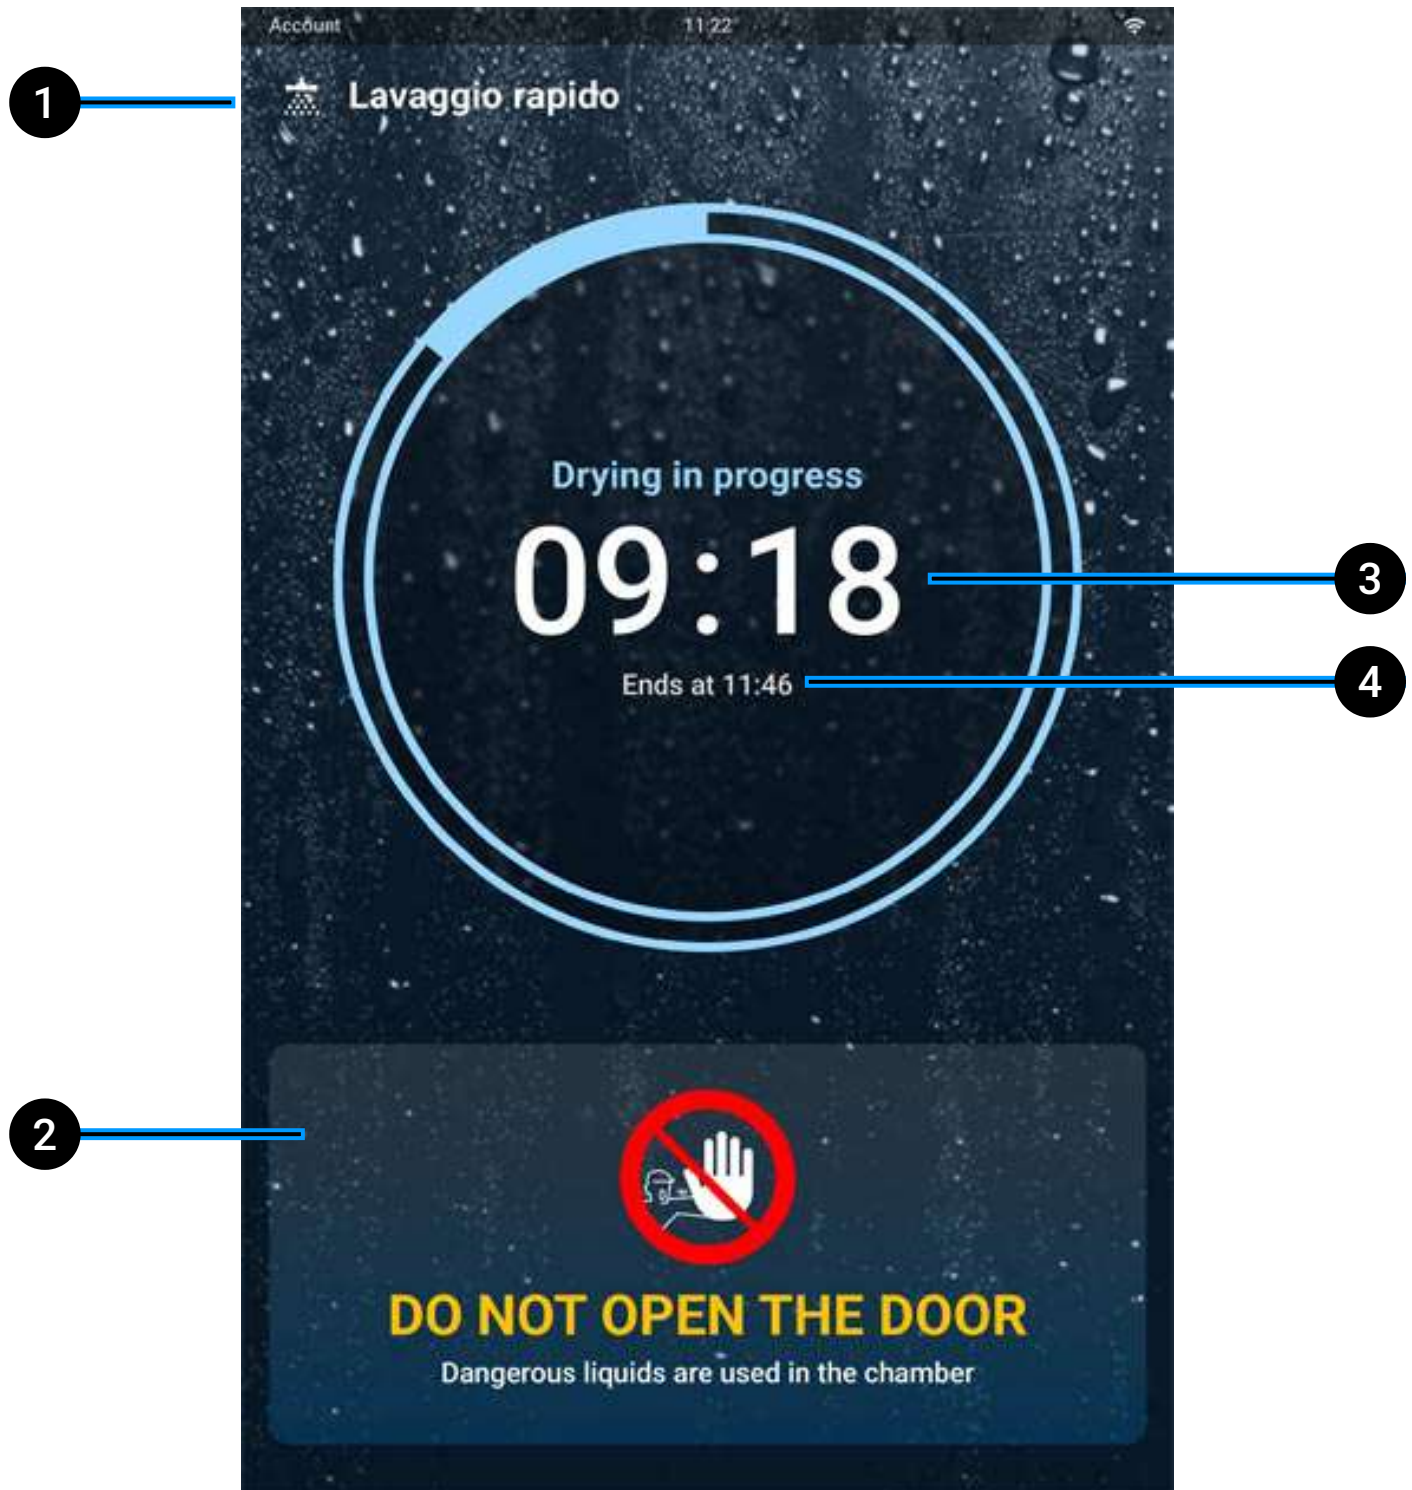 Account 11:22
1
Lavaggio rapido
Drying in progress
09:18
3
Ends at 11:46
4
2
DO NOT OPEN THE DOOR
Dangerous liquids are used in the chamber